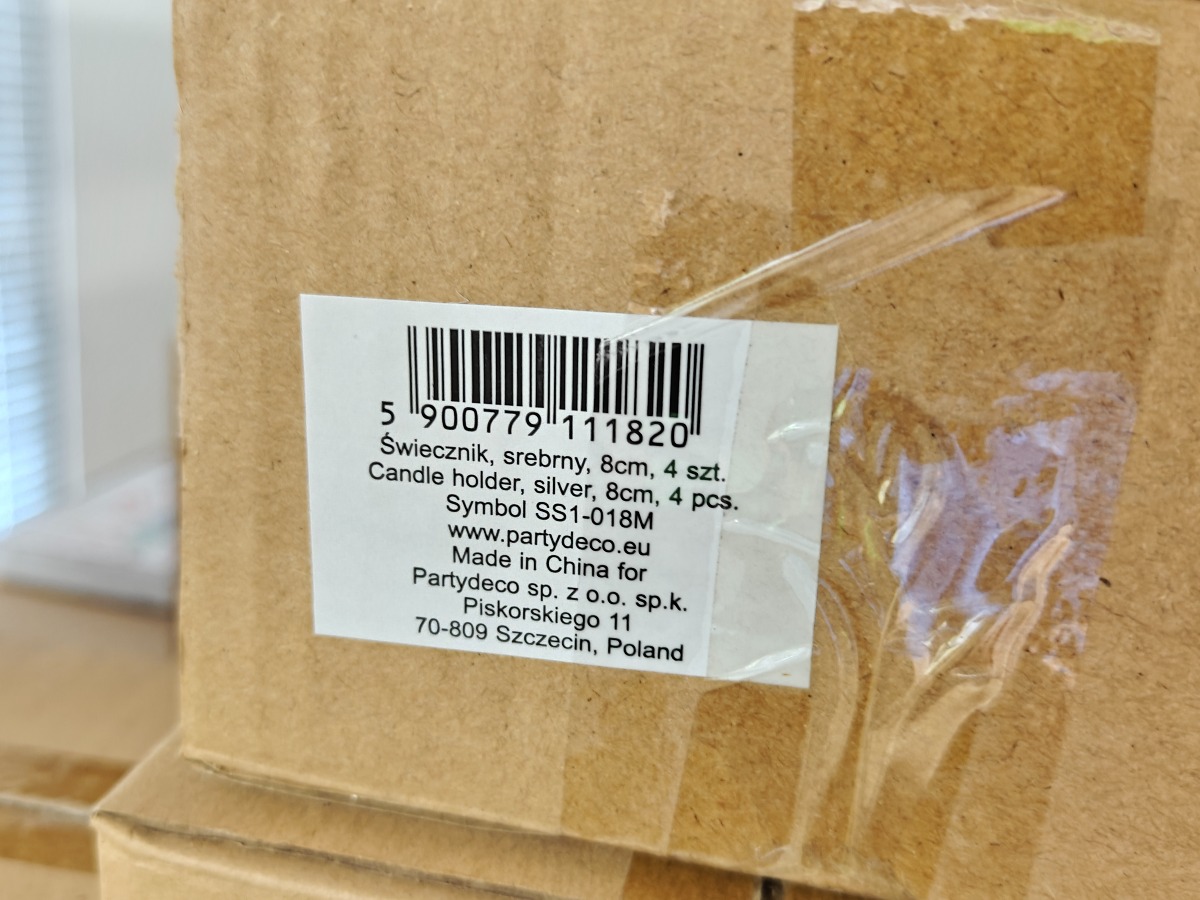 5 900779 111820
Świecznik, srebrny, 8cm, 4 szt.
Candle holder, silver, 8cm, 4 pcs.
Symbol SS1-018M
www.partydeco.eu
Made in China for
Partydeco sp. z o.o. sp.k.
Piskorskiego 11
70-809 Szczecin, Poland